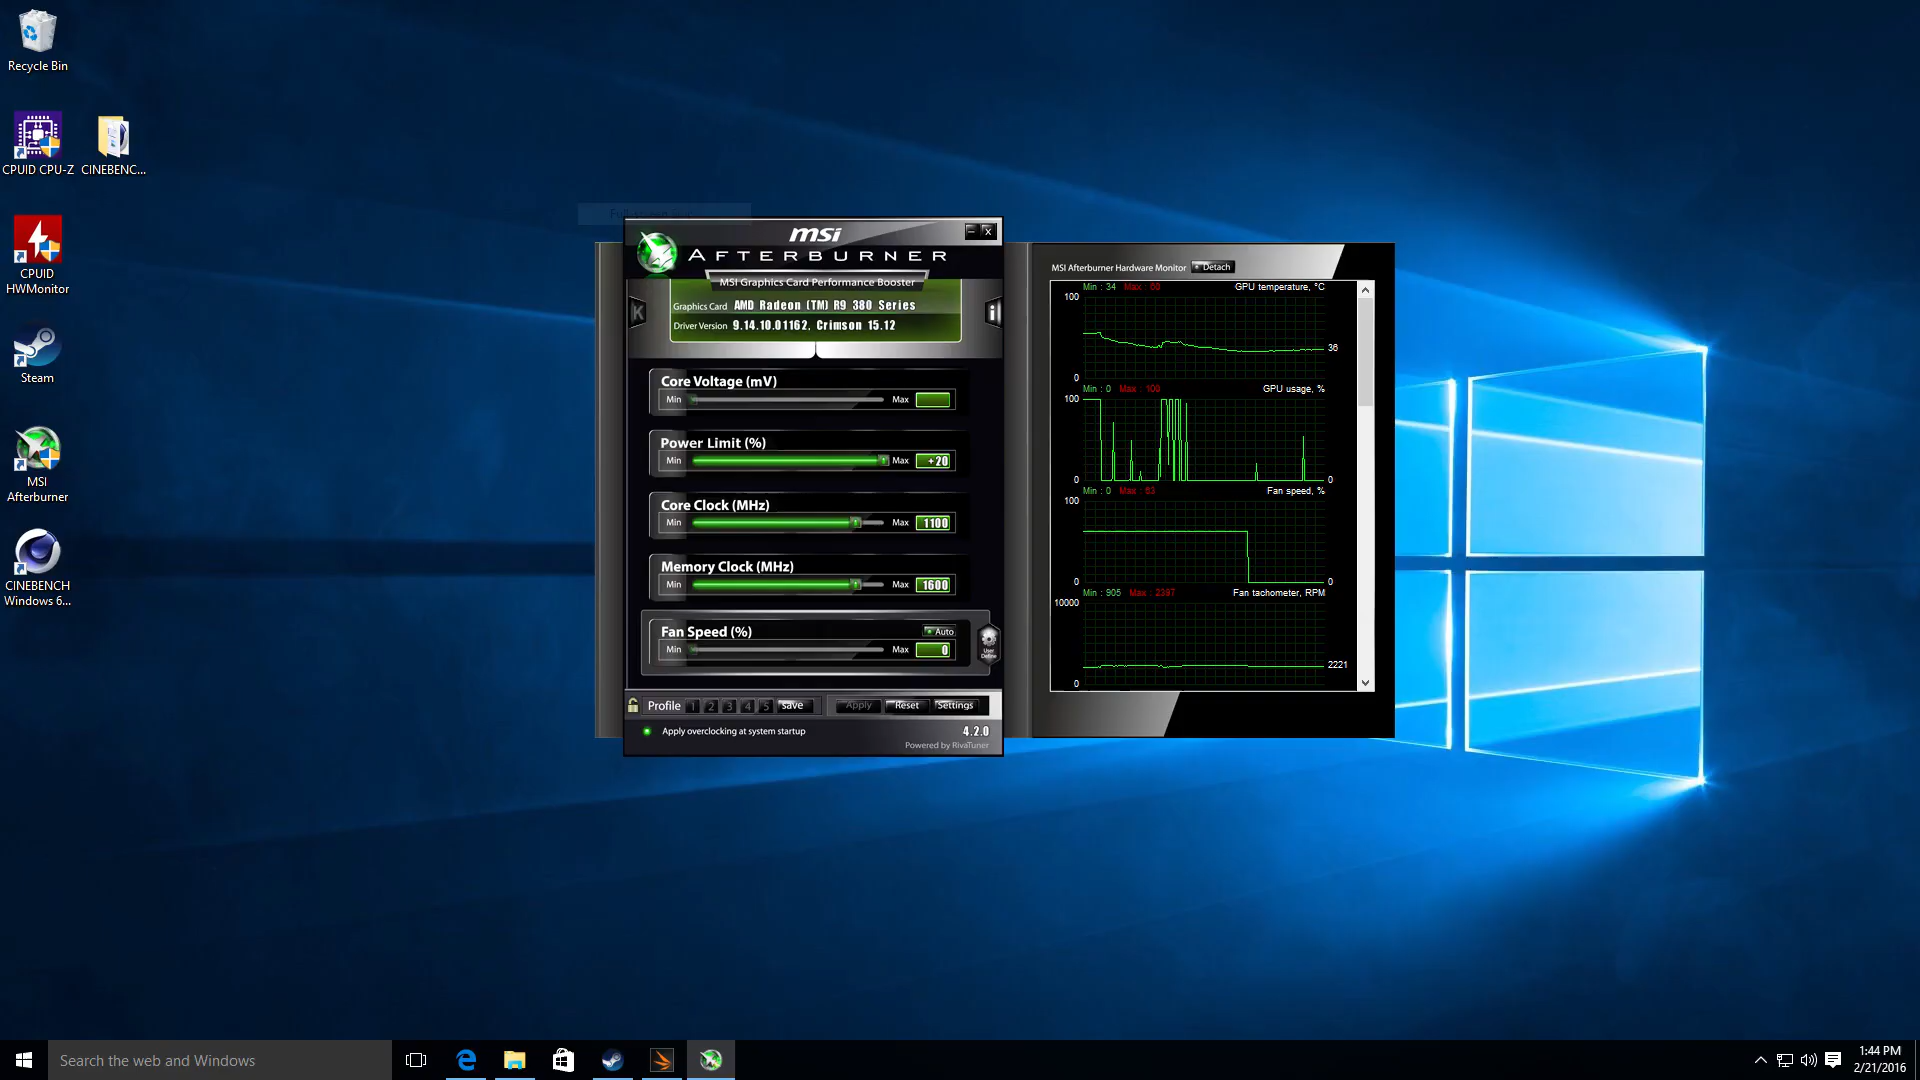 Recycle Bin
CPUID CPU-Z
CINEBENC...
CPUID
HWMonitor
Steam
MSI
Afterburner
CINEBENCH
Windows 6...
msi
AFTERBURNER
MSI Graphics Card Performance Booster
K
i
Graphics Card AMD Radeon (TM) R9 380 Series
Driver Version 9.14.10.01162, Crimson 15.12
Core Voltage (mV)
Min Max
Power Limit (%)
Min Max +20
Core Clock (MHz)
Min Max 1100
Memory Clock (MHz)
Min Max 1600
Fan Speed (%) Auto
Min Max 0
User
Define
Profile 1 2 3 4 5 save Apply Reset Settings
Apply overclocking at system startup 4.2.0
Powered by RivaTuner
MSI Afterburner Hardware Monitor Detach
Min : 34 Max : 60 GPU temperature, °C
100
36
0
Min : 0 Max : 100 GPU usage, %
100
0 0
Min : 0 Max : 63 Fan speed, %
100
0 0
Min : 905 Max : 2397 Fan tachometer, RPM
10000
2221
0
Search the web and Windows
1:44 PM
2/21/2016